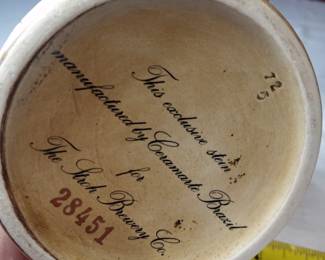 This exclusive stein
manufactured by Ceramarte Brazil
for
The Stroh Brewery Co.
28451